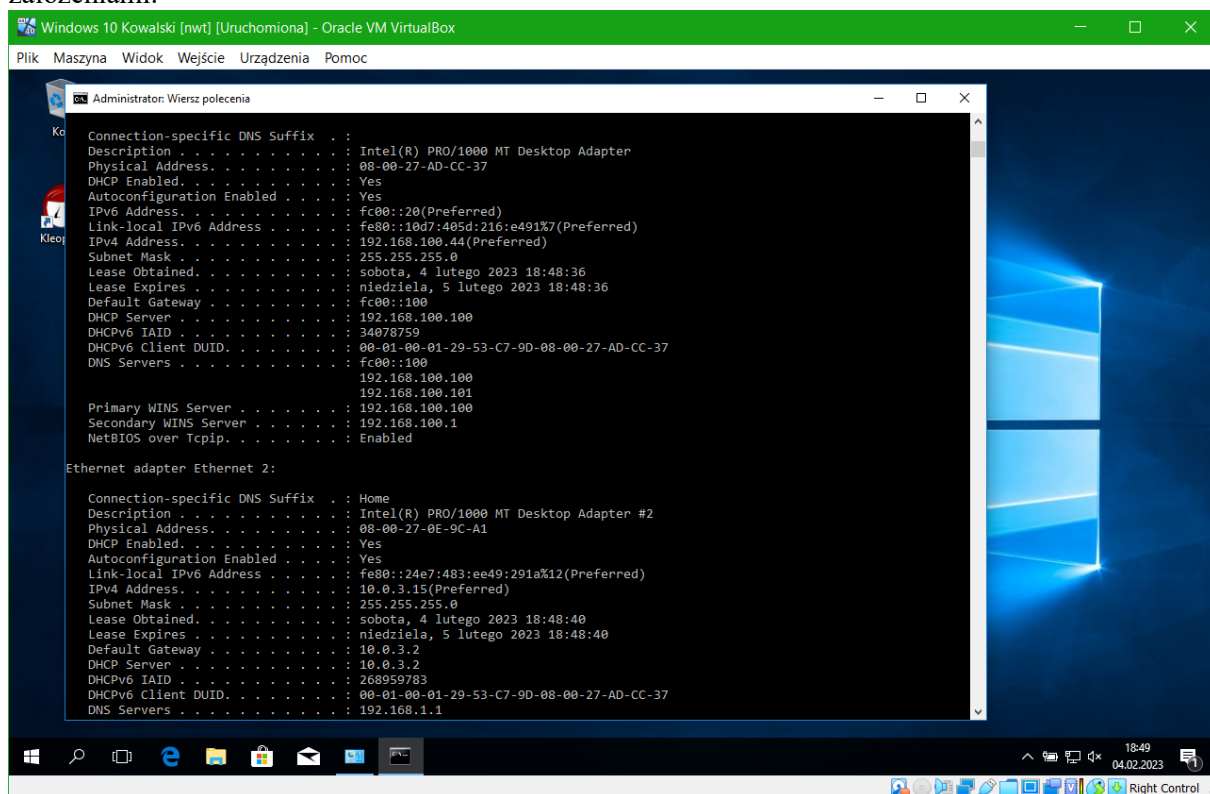 założeniami.
Windows 10 Kowalski [nwt] [Uruchomiona] - Oracle VM VirtualBox
Plik Maszyna Widok Wejście Urządzenia Pomoc
Administrator: Wiersz polecenia
Connection-specific DNS Suffix . :
Description . . . . . . . . . . . : Intel(R) PRO/1000 MT Desktop Adapter
Physical Address. . . . . . . . . : 08-00-27-AD-CC-37
DHCP Enabled. . . . . . . . . . . : Yes
Autoconfiguration Enabled . . . . : Yes
IPv6 Address. . . . . . . . . . . : fc00::20(Preferred)
Link-local IPv6 Address . . . . . : fe80::10d7:405d:216:e491%7(Preferred)
IPv4 Address. . . . . . . . . . . : 192.168.100.44(Preferred)
Subnet Mask . . . . . . . . . . . : 255.255.255.0
Lease Obtained. . . . . . . . . . : sobota, 4 lutego 2023 18:48:36
Lease Expires . . . . . . . . . . : niedziela, 5 lutego 2023 18:48:36
Default Gateway . . . . . . . . . : fc00::100
DHCP Server . . . . . . . . . . . : 192.168.100.100
DHCPv6 IAID . . . . . . . . . . . : 34078759
DHCPv6 Client DUID. . . . . . . . : 00-01-00-01-29-53-C7-9D-08-00-27-AD-CC-37
DNS Servers . . . . . . . . . . . : fc00::100
192.168.100.100
192.168.100.101
Primary WINS Server . . . . . . . : 192.168.100.100
Secondary WINS Server . . . . . . : 192.168.100.1
NetBIOS over Tcpip. . . . . . . . : Enabled
Ethernet adapter Ethernet 2:
Connection-specific DNS Suffix . : Home
Description . . . . . . . . . . . : Intel(R) PRO/1000 MT Desktop Adapter #2
Physical Address. . . . . . . . . : 08-00-27-0E-9C-A1
DHCP Enabled. . . . . . . . . . . : Yes
Autoconfiguration Enabled . . . . : Yes
Link-local IPv6 Address . . . . . : fe80::24e7:483:ee49:291a%12(Preferred)
IPv4 Address. . . . . . . . . . . : 10.0.3.15(Preferred)
Subnet Mask . . . . . . . . . . . : 255.255.255.0
Lease Obtained. . . . . . . . . . : sobota, 4 lutego 2023 18:48:40
Lease Expires . . . . . . . . . . : niedziela, 5 lutego 2023 18:48:40
Default Gateway . . . . . . . . . : 10.0.3.2
DHCP Server . . . . . . . . . . . : 10.0.3.2
DHCPv6 IAID . . . . . . . . . . . : 268959783
DHCPv6 Client DUID. . . . . . . . : 00-01-00-01-29-53-C7-9D-08-00-27-AD-CC-37
DNS Servers . . . . . . . . . . . : 192.168.1.1
18:49
04.02.2023
Right Control